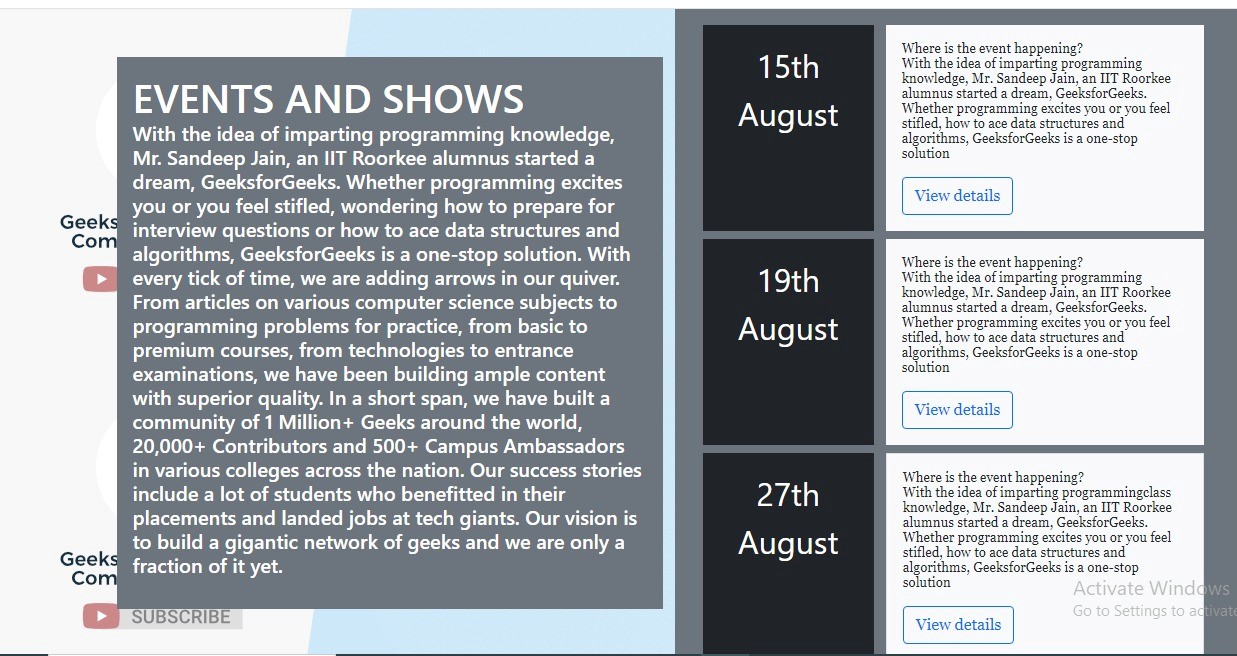 EVENTS AND SHOWS
With the idea of imparting programming knowledge,
Mr. Sandeep Jain, an IIT Roorkee alumnus started a
dream, GeeksforGeeks. Whether programming excites
you or you feel stifled, wondering how to prepare for
interview questions or how to ace data structures and
algorithms, GeeksforGeeks is a one-stop solution. With
every tick of time, we are adding arrows in our quiver.
From articles on various computer science subjects to
programming problems for practice, from basic to
premium courses, from technologies to entrance
examinations, we have been building ample content
with superior quality. In a short span, we have built a
community of 1 Million+ Geeks around the world,
20,000+ Contributors and 500+ Campus Ambassadors
in various colleges across the nation. Our success stories
include a lot of students who benefitted in their
placements and landed jobs at tech giants. Our vision is
to build a gigantic network of geeks and we are only a
fraction of it yet.
Geeks
Com
Geeks
Com
SUBSCRIBE
15th
August
Where is the event happening?
With the idea of imparting programming
knowledge, Mr. Sandeep Jain, an IIT Roorkee
alumnus started a dream, GeeksforGeeks.
Whether programming excites you or you feel
stifled, how to ace data structures and
algorithms, GeeksforGeeks is a one-stop
solution
View details
19th
August
Where is the event happening?
With the idea of imparting programming
knowledge, Mr. Sandeep Jain, an IIT Roorkee
alumnus started a dream, GeeksforGeeks.
Whether programming excites you or you feel
stifled, how to ace data structures and
algorithms, GeeksforGeeks is a one-stop
solution
View details
27th
August
Where is the event happening?
With the idea of imparting programmingclass
knowledge, Mr. Sandeep Jain, an IIT Roorkee
alumnus started a dream, GeeksforGeeks.
Whether programming excites you or you feel
stifled, how to ace data structures and
algorithms, GeeksforGeeks is a one-stop
solution
View details
Activate Windows
Go to Settings to activate